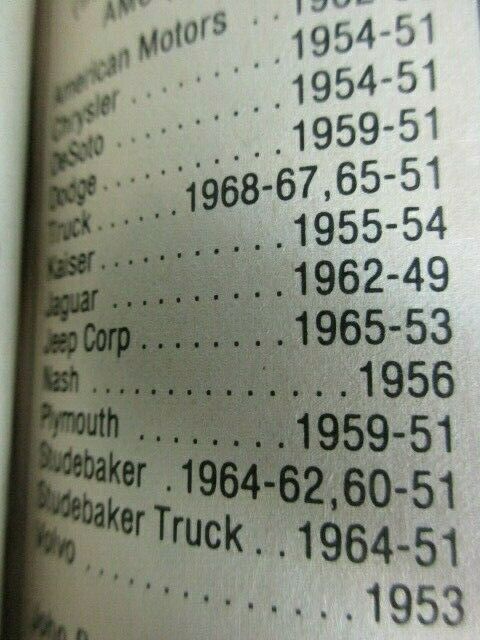 American Motors . .
Chrysler . . . . . . . . . 1954-51
DeSoto . . . . . . . . . . 1954-51
Dodge . . . . . . . . . . 1959-51
Truck . . . . . . 1968-67,65-51
Kaiser . . . . . . . . . . 1955-54
Jaguar . . . . . . . . . . 1962-49
Jeep Corp . . . . . . . . 1965-53
Nash . . . . . . . . . . . . . . 1956
Plymouth . . . . . . . . 1959-51
Studebaker . 1964-62,60-51
Studebaker Truck . . 1964-51
Volvo . . . . . . . . . . . . . . 1953